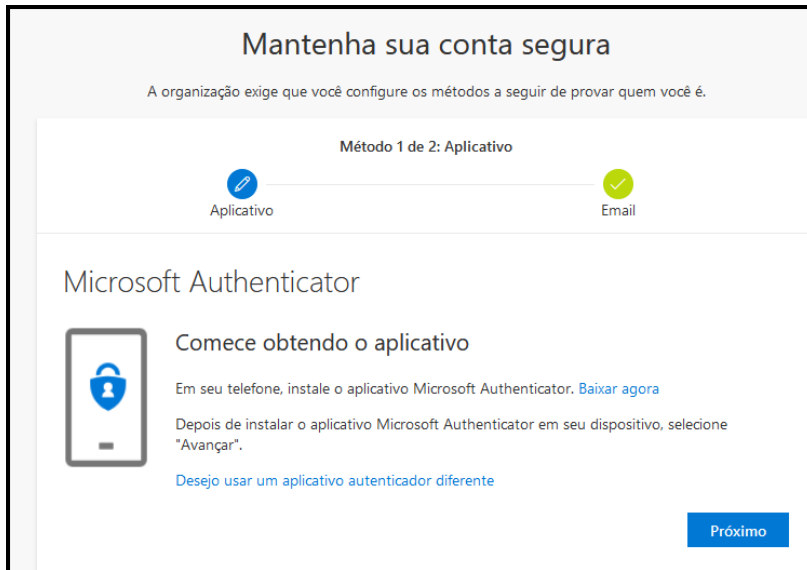 Mantenha sua conta segura
A organização exige que você configure os métodos a seguir de provar quem você é.
Método 1 de 2: Aplicativo
Aplicativo
Email
Microsoft Authenticator
Comece obtendo o aplicativo
Em seu telefone, instale o aplicativo Microsoft Authenticator. Baixar agora
Depois de instalar o aplicativo Microsoft Authenticator em seu dispositivo, selecione
"Avançar".
Desejo usar um aplicativo autenticador diferente
Próximo